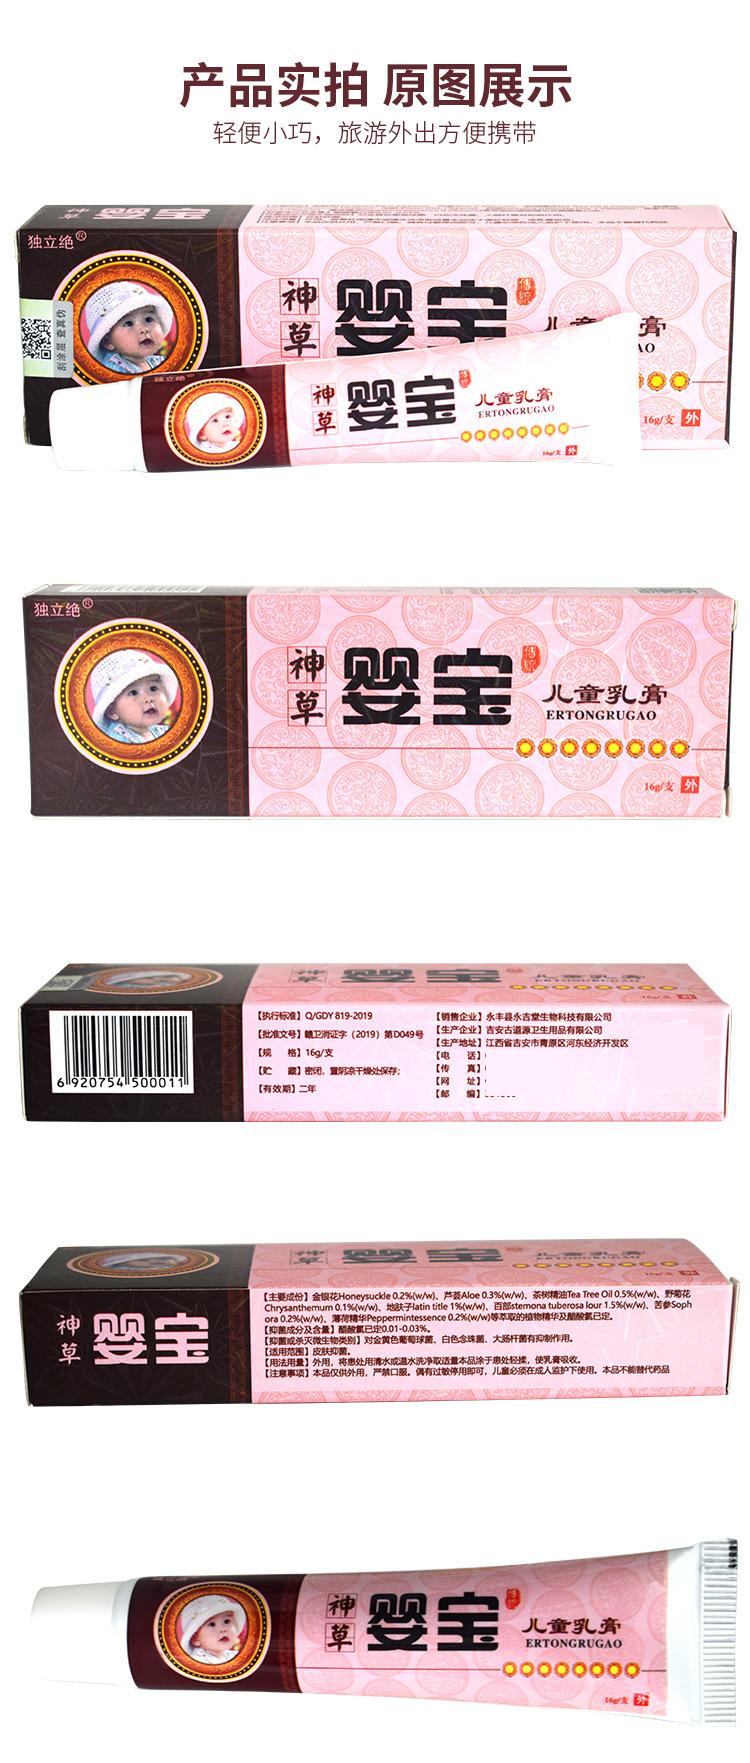 产品实拍 原图展示
轻便小巧，旅游外出方便携带
独立绝®
神草
婴宝
傳統
儿童乳膏
刮涂层 查真伪
16g/支 外
神草
婴宝
儿童乳膏
ERTONGRUGAO
16g/支 外
独立绝®
神草
婴宝
傳統
儿童乳膏
ERTONGRUGAO
16g/支 外
6 920754 500011
【执行标准】Q/GDY 819-2019
【批准文号】赣卫消证字（2019）第D049号
【规 格】16g/支
【贮 藏】密闭，置阴凉干燥处保存；
【有效期】二年
【销售企业】永丰县永吉堂生物科技有限公司
【生产企业】吉安古道源卫生用品有限公司
【生产地址】江西省吉安市青原区河东经济开发区
【电 话】
【传 真】
【网 址】
【邮 编】
神草
婴宝
【主要成份】金银花Honeysuckle 0.2%(w/w)、芦荟Aloe 0.3%(w/w)、茶树精油Tea Tree Oil 0.5%(w/w)、野菊花
Chrysanthemum 0.1%(w/w)、地肤子latin title 1%(w/w)、百部stemona tuberosa lour 1.5%(w/w)、苦参Soph
ora 0.2%(w/w)、薄荷精华Peppermintessence 0.2%(w/w)等萃取的植物精华及醋酸氯已定.
【抑菌成分及含量】醋酸氯已定0.01-0.03%。
【抑菌或杀灭微生物类别】对金黄色葡萄球菌、白色念珠菌、大肠杆菌有抑制作用。
【适用范围】皮肤抑菌。
【用法用量】外用，将患处用清水或温水洗净取适量本品涂于患处轻揉，使乳膏吸收。
【注意事项】本品仅供外用，严禁口服。偶有过敏停用即可，儿童必须在成人监护下使用。本品不能替代药品
神草
婴宝
傳統
儿童乳膏
ERTONGRUGAO
16g/支 外